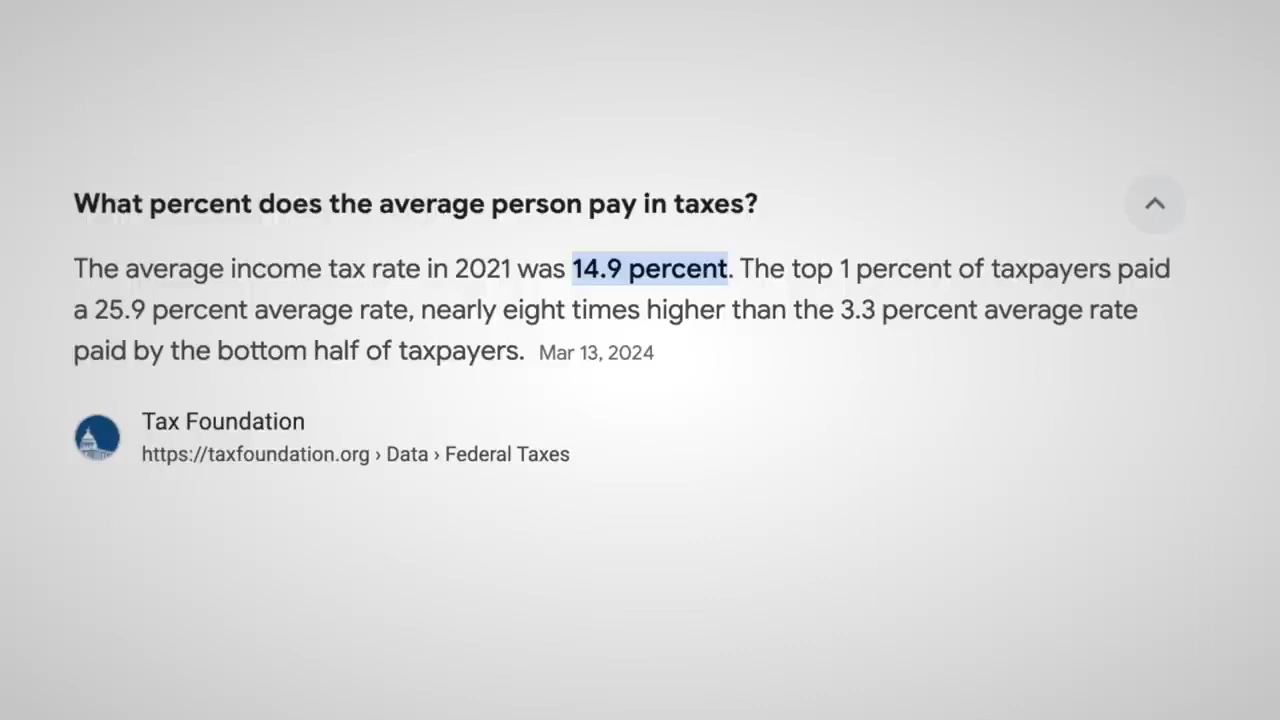 What percent does the average person pay in taxes?
The average income tax rate in 2021 was 14.9 percent. The top 1 percent of taxpayers paid
a 25.9 percent average rate, nearly eight times higher than the 3.3 percent average rate
paid by the bottom half of taxpayers. Mar 13, 2024
Tax Foundation
https://taxfoundation.org › Data › Federal Taxes